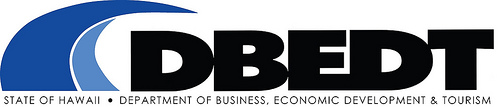 DBEDT
STATE OF HAWAII • DEPARTMENT OF BUSINESS, ECONOMIC DEVELOPMENT & TOURISM